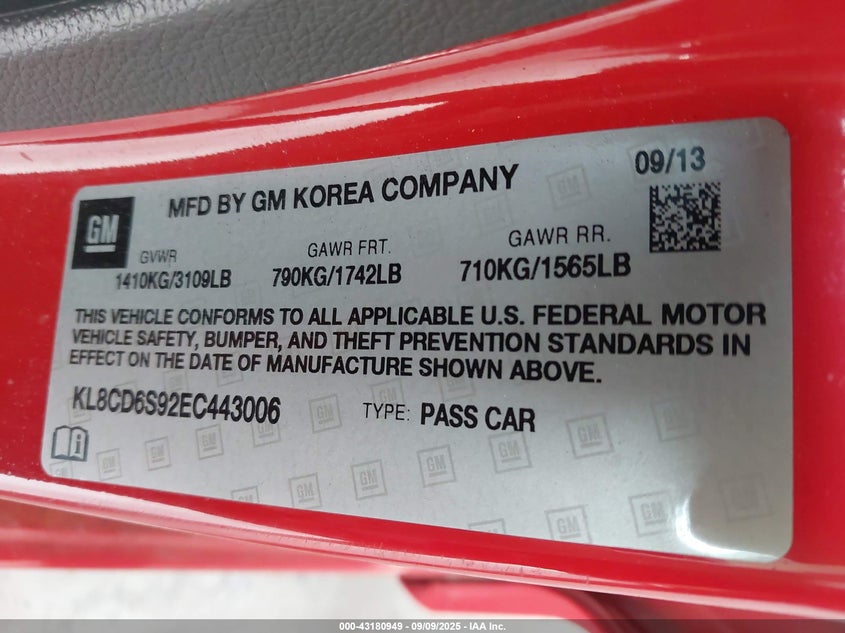 09/13
GM
MFD BY GM KOREA COMPANY
GVWR GAWR FRT. GAWR RR.
1410KG/3109LB 790KG/1742LB 710KG/1565LB
THIS VEHICLE CONFORMS TO ALL APPLICABLE U.S. FEDERAL MOTOR
VEHICLE SAFETY, BUMPER, AND THEFT PREVENTION STANDARDS IN
EFFECT ON THE DATE OF MANUFACTURE SHOWN ABOVE.
KL8CD6S92EC443006 TYPE: PASS CAR
000-43180949 - 09/09/2025 - IAA Inc.